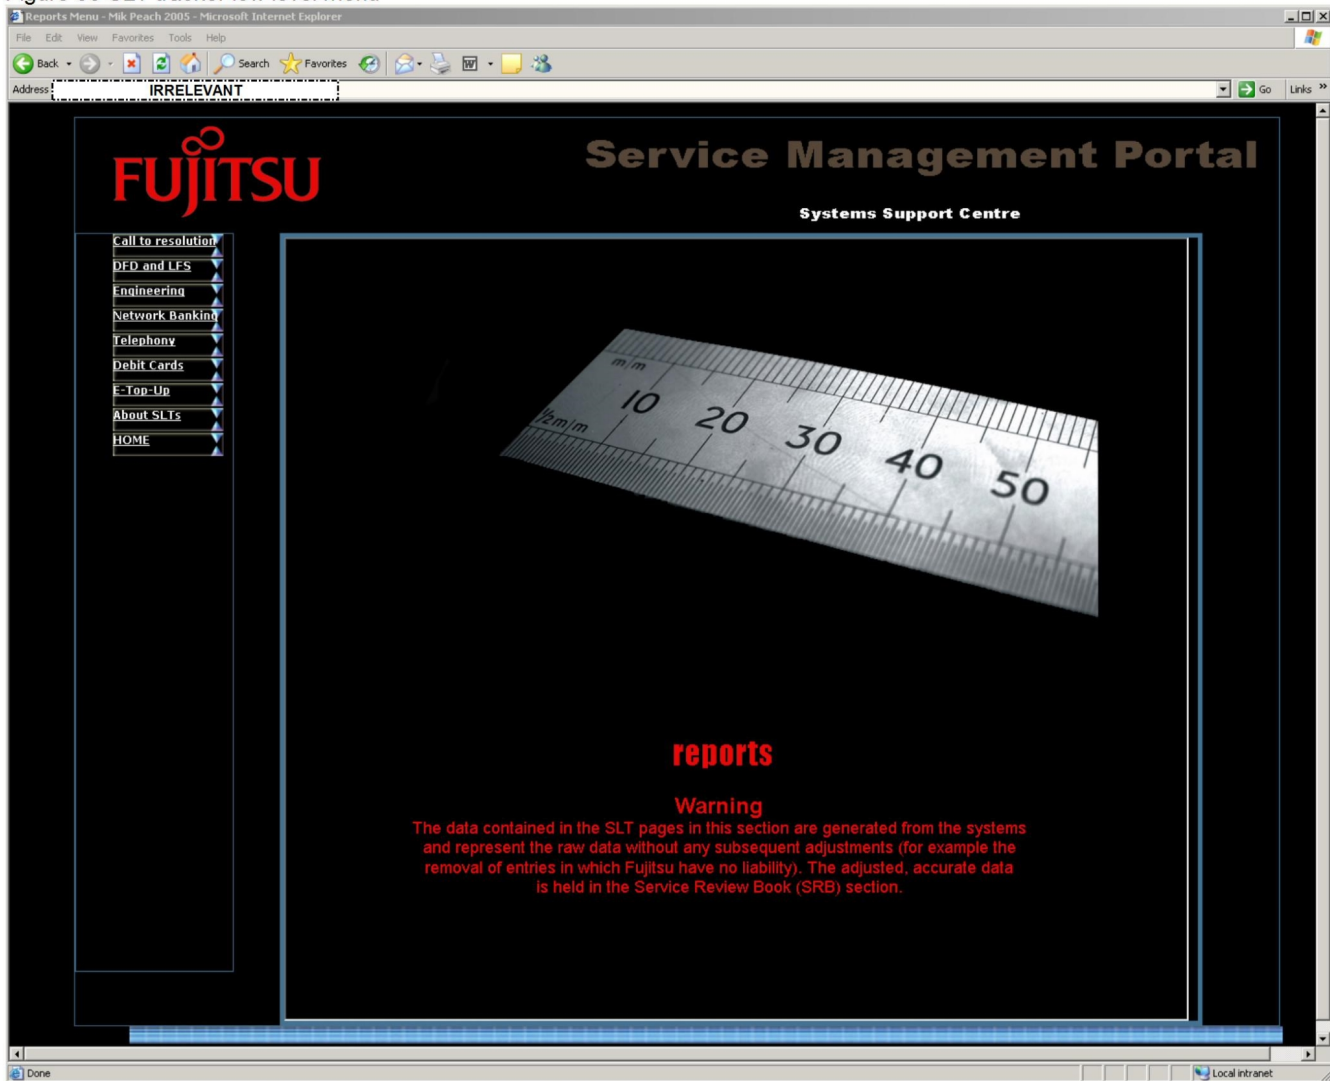 Reports Menu - Mik Peach 2005 - Microsoft Internet Explorer
File Edit View Favorites Tools Help
Back Search Favorites
Address IRRELEVANT Go Links »
FUJITSU
Service Management Portal
Systems Support Centre
Call to resolution
DFD and LFS
Engineering
Network Banking
Telephony
Debit Cards
E-Top-Up
About SLTs
HOME
m/m
10 20 30 40 50
½m/m
reports
Warning
The data contained in the SLT pages in this section are generated from the systems
and represent the raw data without any subsequent adjustments (for example the
removal of entries in which Fujitsu have no liability). The adjusted, accurate data
is held in the Service Review Book (SRB) section.
Done Local intranet